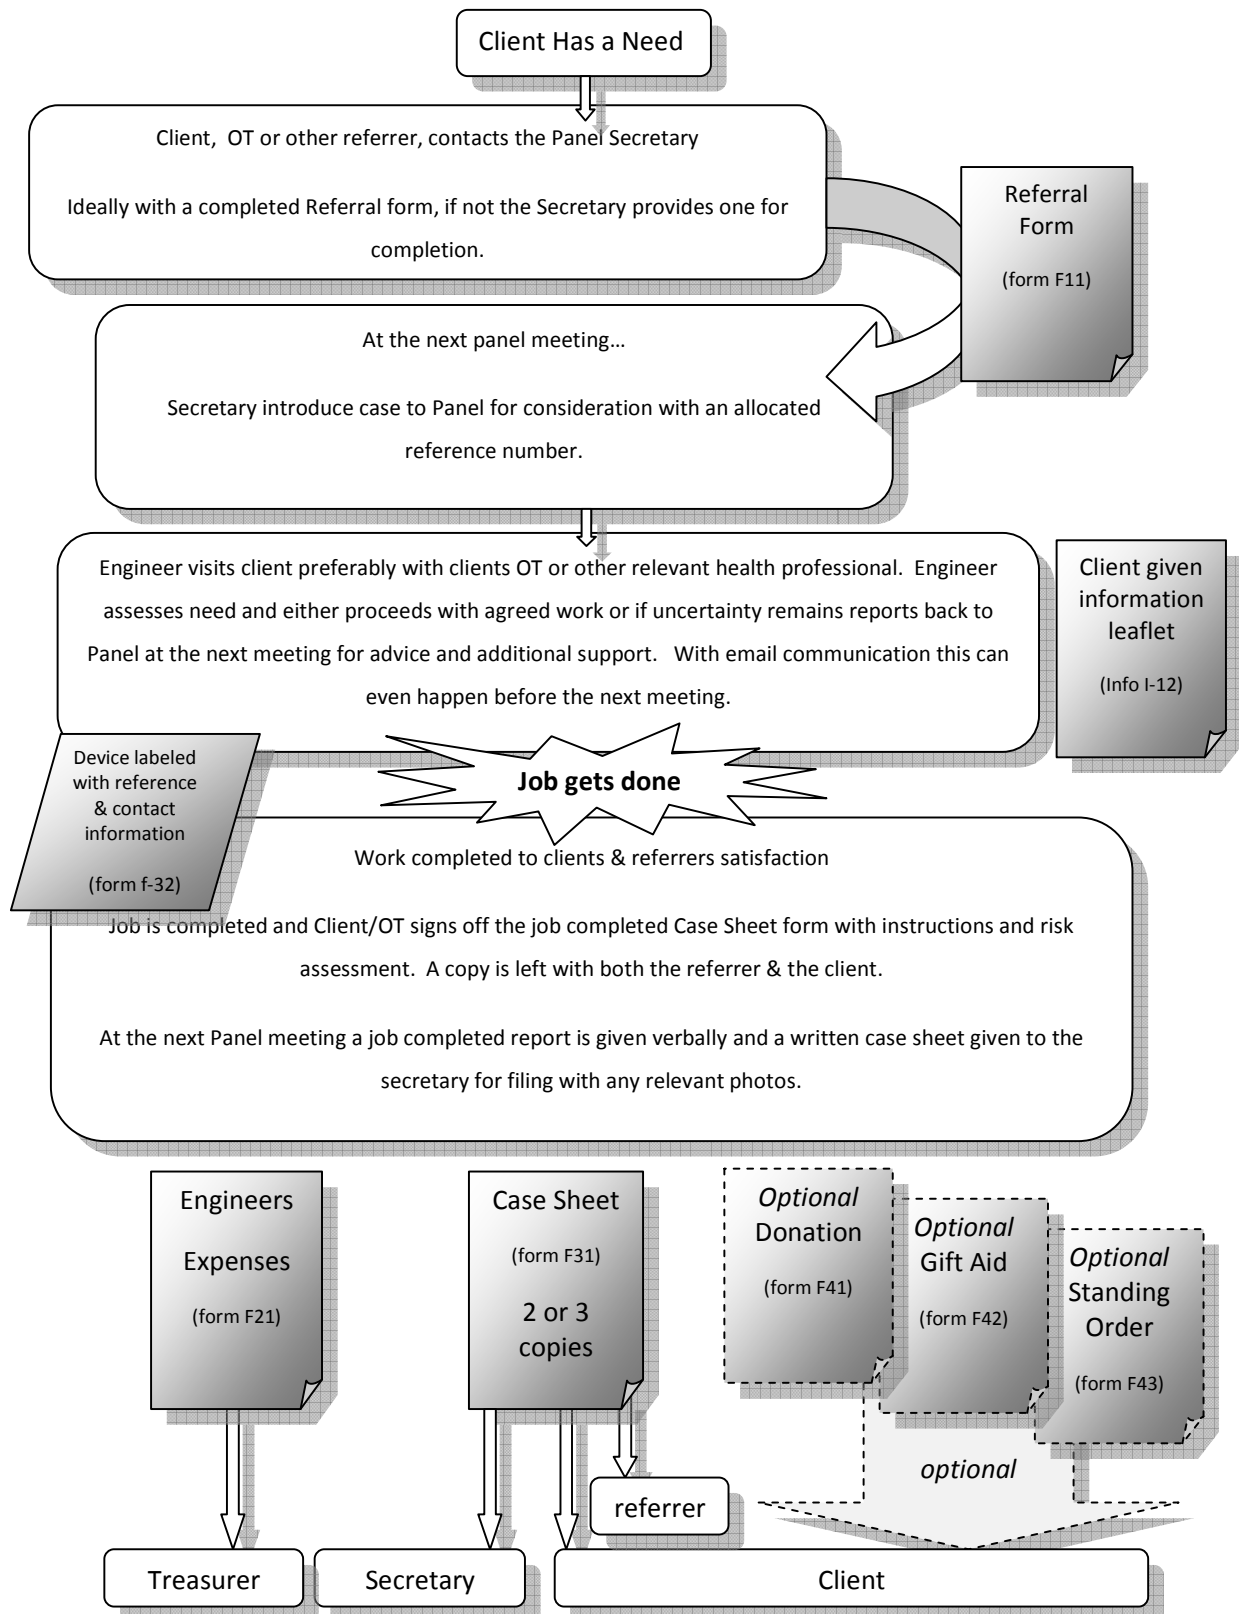 Client Has a Need
Client, OT or other referrer, contacts the Panel Secretary
Ideally with a completed Referral form, if not the Secretary provides one for
completion.
Referral
Form
(form F11)
At the next panel meeting...
Secretary introduce case to Panel for consideration with an allocated
reference number.
Engineer visits client preferably with clients OT or other relevant health professional. Engineer
assesses need and either proceeds with agreed work or if uncertainty remains reports back to
Panel at the next meeting for advice and additional support. With email communication this can
even happen before the next meeting.
Client given
information
leaflet
(Info I-12)
Device labeled
with reference
& contact
information
(form f-32)
Job gets done
Work completed to clients & referrers satisfaction
Job is completed and Client/OT signs off the job completed Case Sheet form with instructions and risk
assessment. A copy is left with both the referrer & the client.
At the next Panel meeting a job completed report is given verbally and a written case sheet given to the
secretary for filing with any relevant photos.
Engineers
Expenses
(form F21)
Case Sheet
(form F31)
2 or 3
copies
Optional
Donation
(form F41)
Optional
Gift Aid
(form F42)
Optional
Standing
Order
(form F43)
optional
referrer
Treasurer
Secretary
Client